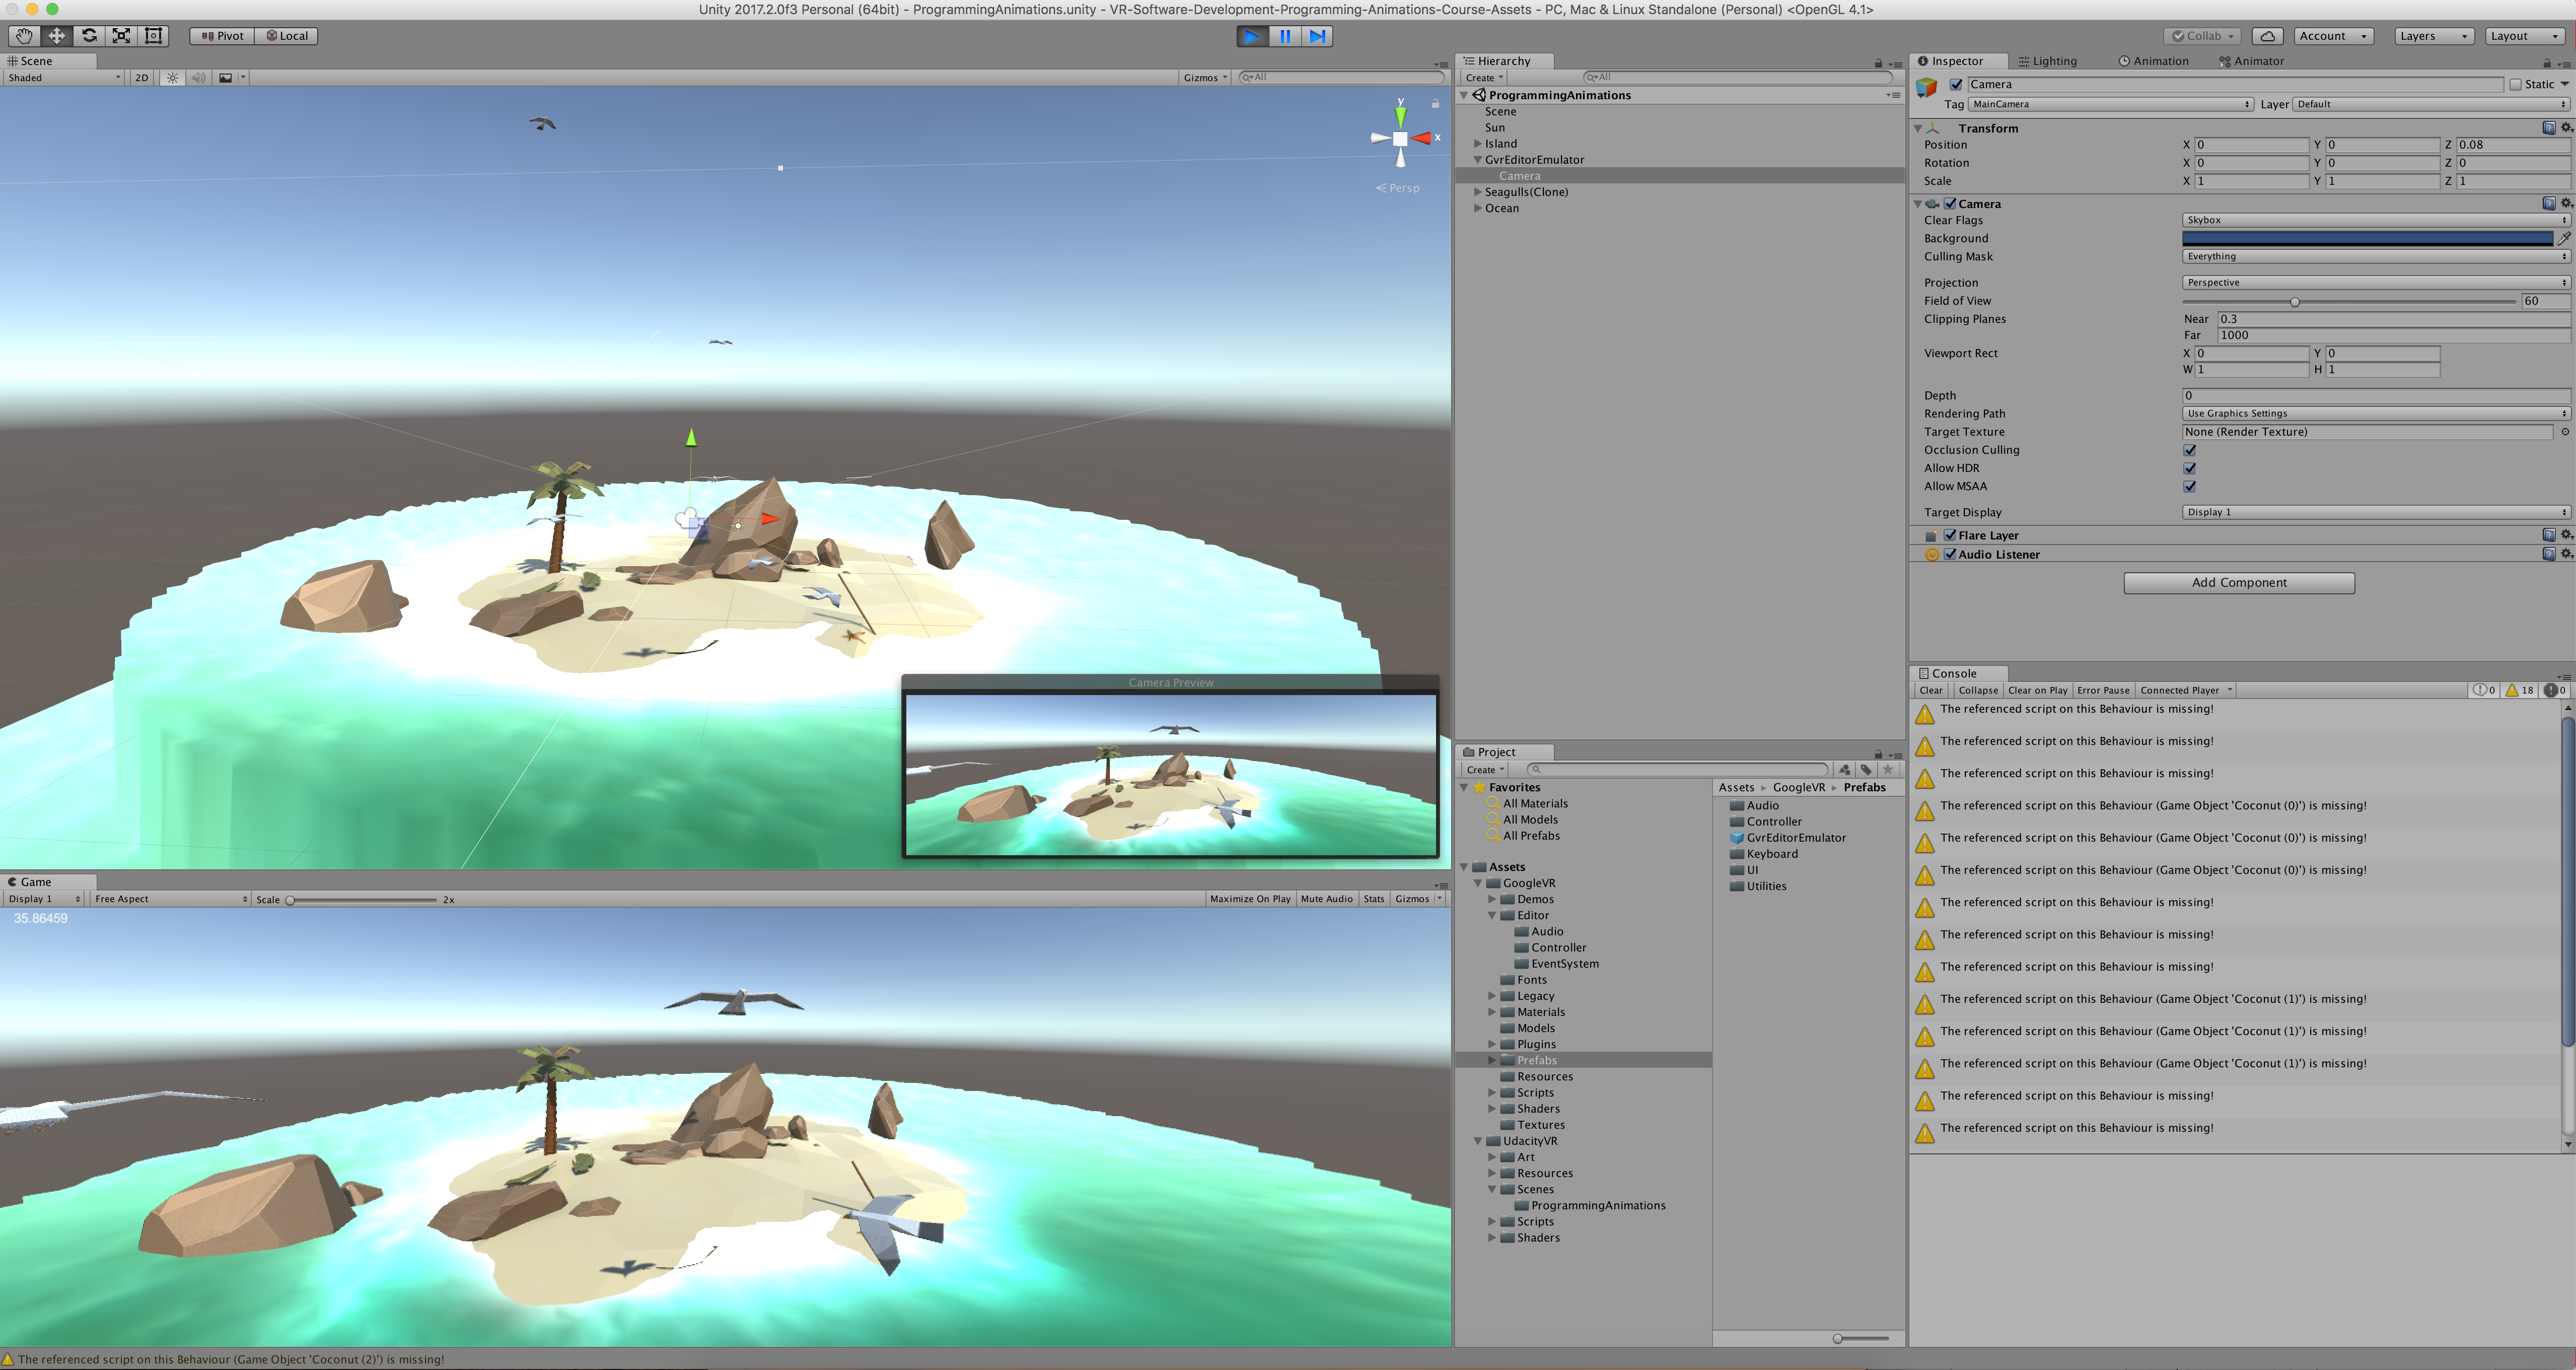 Unity 2017.2.0f3 Personal (64bit) - ProgrammingAnimations.unity - VR-Software-Development-Programming-Animations-Course-Assets - PC, Mac & Linux Standalone (Personal) <OpenGL 4.1>
Pivot Local Collab Account Layers Layout
Scene
Shaded 2D Gizmos All
y
x
Persp
Camera Preview
Game
Display 1 Free Aspect Scale 2x Maximize On Play Mute Audio Stats Gizmos
35.86459
Hierarchy
Create All
ProgrammingAnimations
Scene
Sun
Island
GvrEditorEmulator
Camera
Seagulls(Clone)
Ocean
Project
Create
Favorites
All Materials
All Models
All Prefabs
Assets
GoogleVR
Demos
Editor
Audio
Controller
EventSystem
Fonts
Legacy
Materials
Models
Plugins
Prefabs
Resources
Scripts
Shaders
Textures
UdacityVR
Art
Resources
Scenes
ProgrammingAnimations
Scripts
Shaders
Assets GoogleVR Prefabs
Audio
Controller
GvrEditorEmulator
Keyboard
UI
Utilities
Inspector Lighting Animation Animator
Camera Static
Tag MainCamera Layer Default
Transform
Position X 0 Y 0 Z 0.08
Rotation X 0 Y 0 Z 0
Scale X 1 Y 1 Z 1
Camera
Clear Flags Skybox
Background
Culling Mask Everything
Projection Perspective
Field of View 60
Clipping Planes Near 0.3
Far 1000
Viewport Rect X 0 Y 0
W 1 H 1
Depth 0
Rendering Path Use Graphics Settings
Target Texture None (Render Texture)
Occlusion Culling
Allow HDR
Allow MSAA
Target Display Display 1
Flare Layer
Audio Listener
Add Component
Console
Clear Collapse Clear on Play Error Pause Connected Player 0 18 0
The referenced script on this Behaviour is missing!
The referenced script on this Behaviour is missing!
The referenced script on this Behaviour is missing!
The referenced script on this Behaviour (Game Object 'Coconut (0)') is missing!
The referenced script on this Behaviour (Game Object 'Coconut (0)') is missing!
The referenced script on this Behaviour (Game Object 'Coconut (0)') is missing!
The referenced script on this Behaviour is missing!
The referenced script on this Behaviour is missing!
The referenced script on this Behaviour is missing!
The referenced script on this Behaviour (Game Object 'Coconut (1)') is missing!
The referenced script on this Behaviour (Game Object 'Coconut (1)') is missing!
The referenced script on this Behaviour (Game Object 'Coconut (1)') is missing!
The referenced script on this Behaviour is missing!
The referenced script on this Behaviour is missing!
The referenced script on this Behaviour (Game Object 'Coconut (2)') is missing!